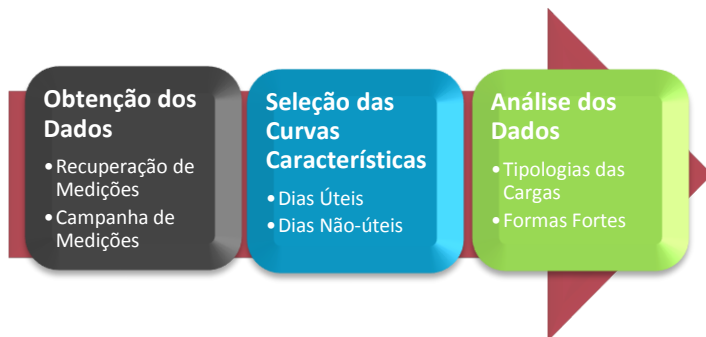 Obtenção dos
Dados
•Recuperação de
Medições
•Campanha de
Medições
Seleção das
Curvas
Características
•Dias Úteis
•Dias Não-úteis
Análise dos
Dados
•Tipologias das
Cargas
•Formas Fortes